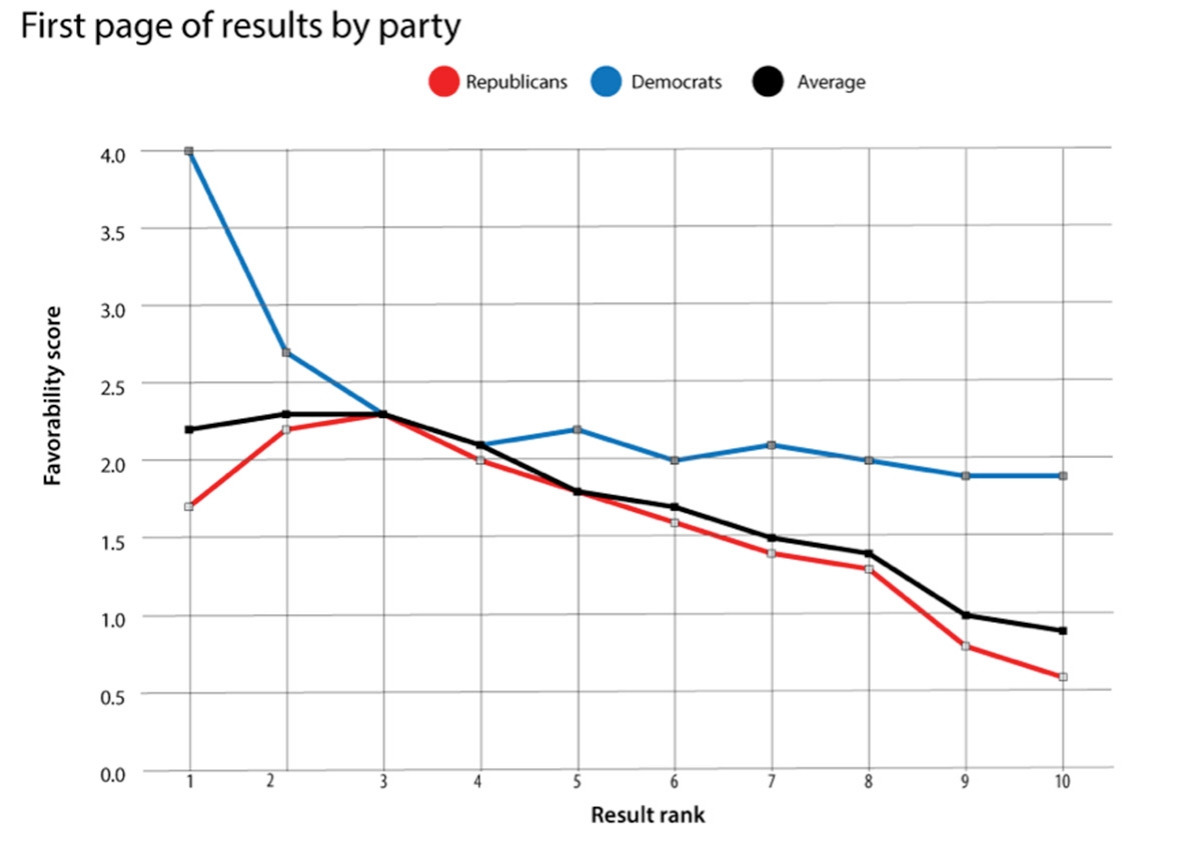 First page of results by party
Republicans Democrats Average
4.0
3.5
3.0
2.5
2.0
1.5
1.0
0.5
0.0
Favorability score
1 2 3 4 5 6 7 8 9 10
Result rank